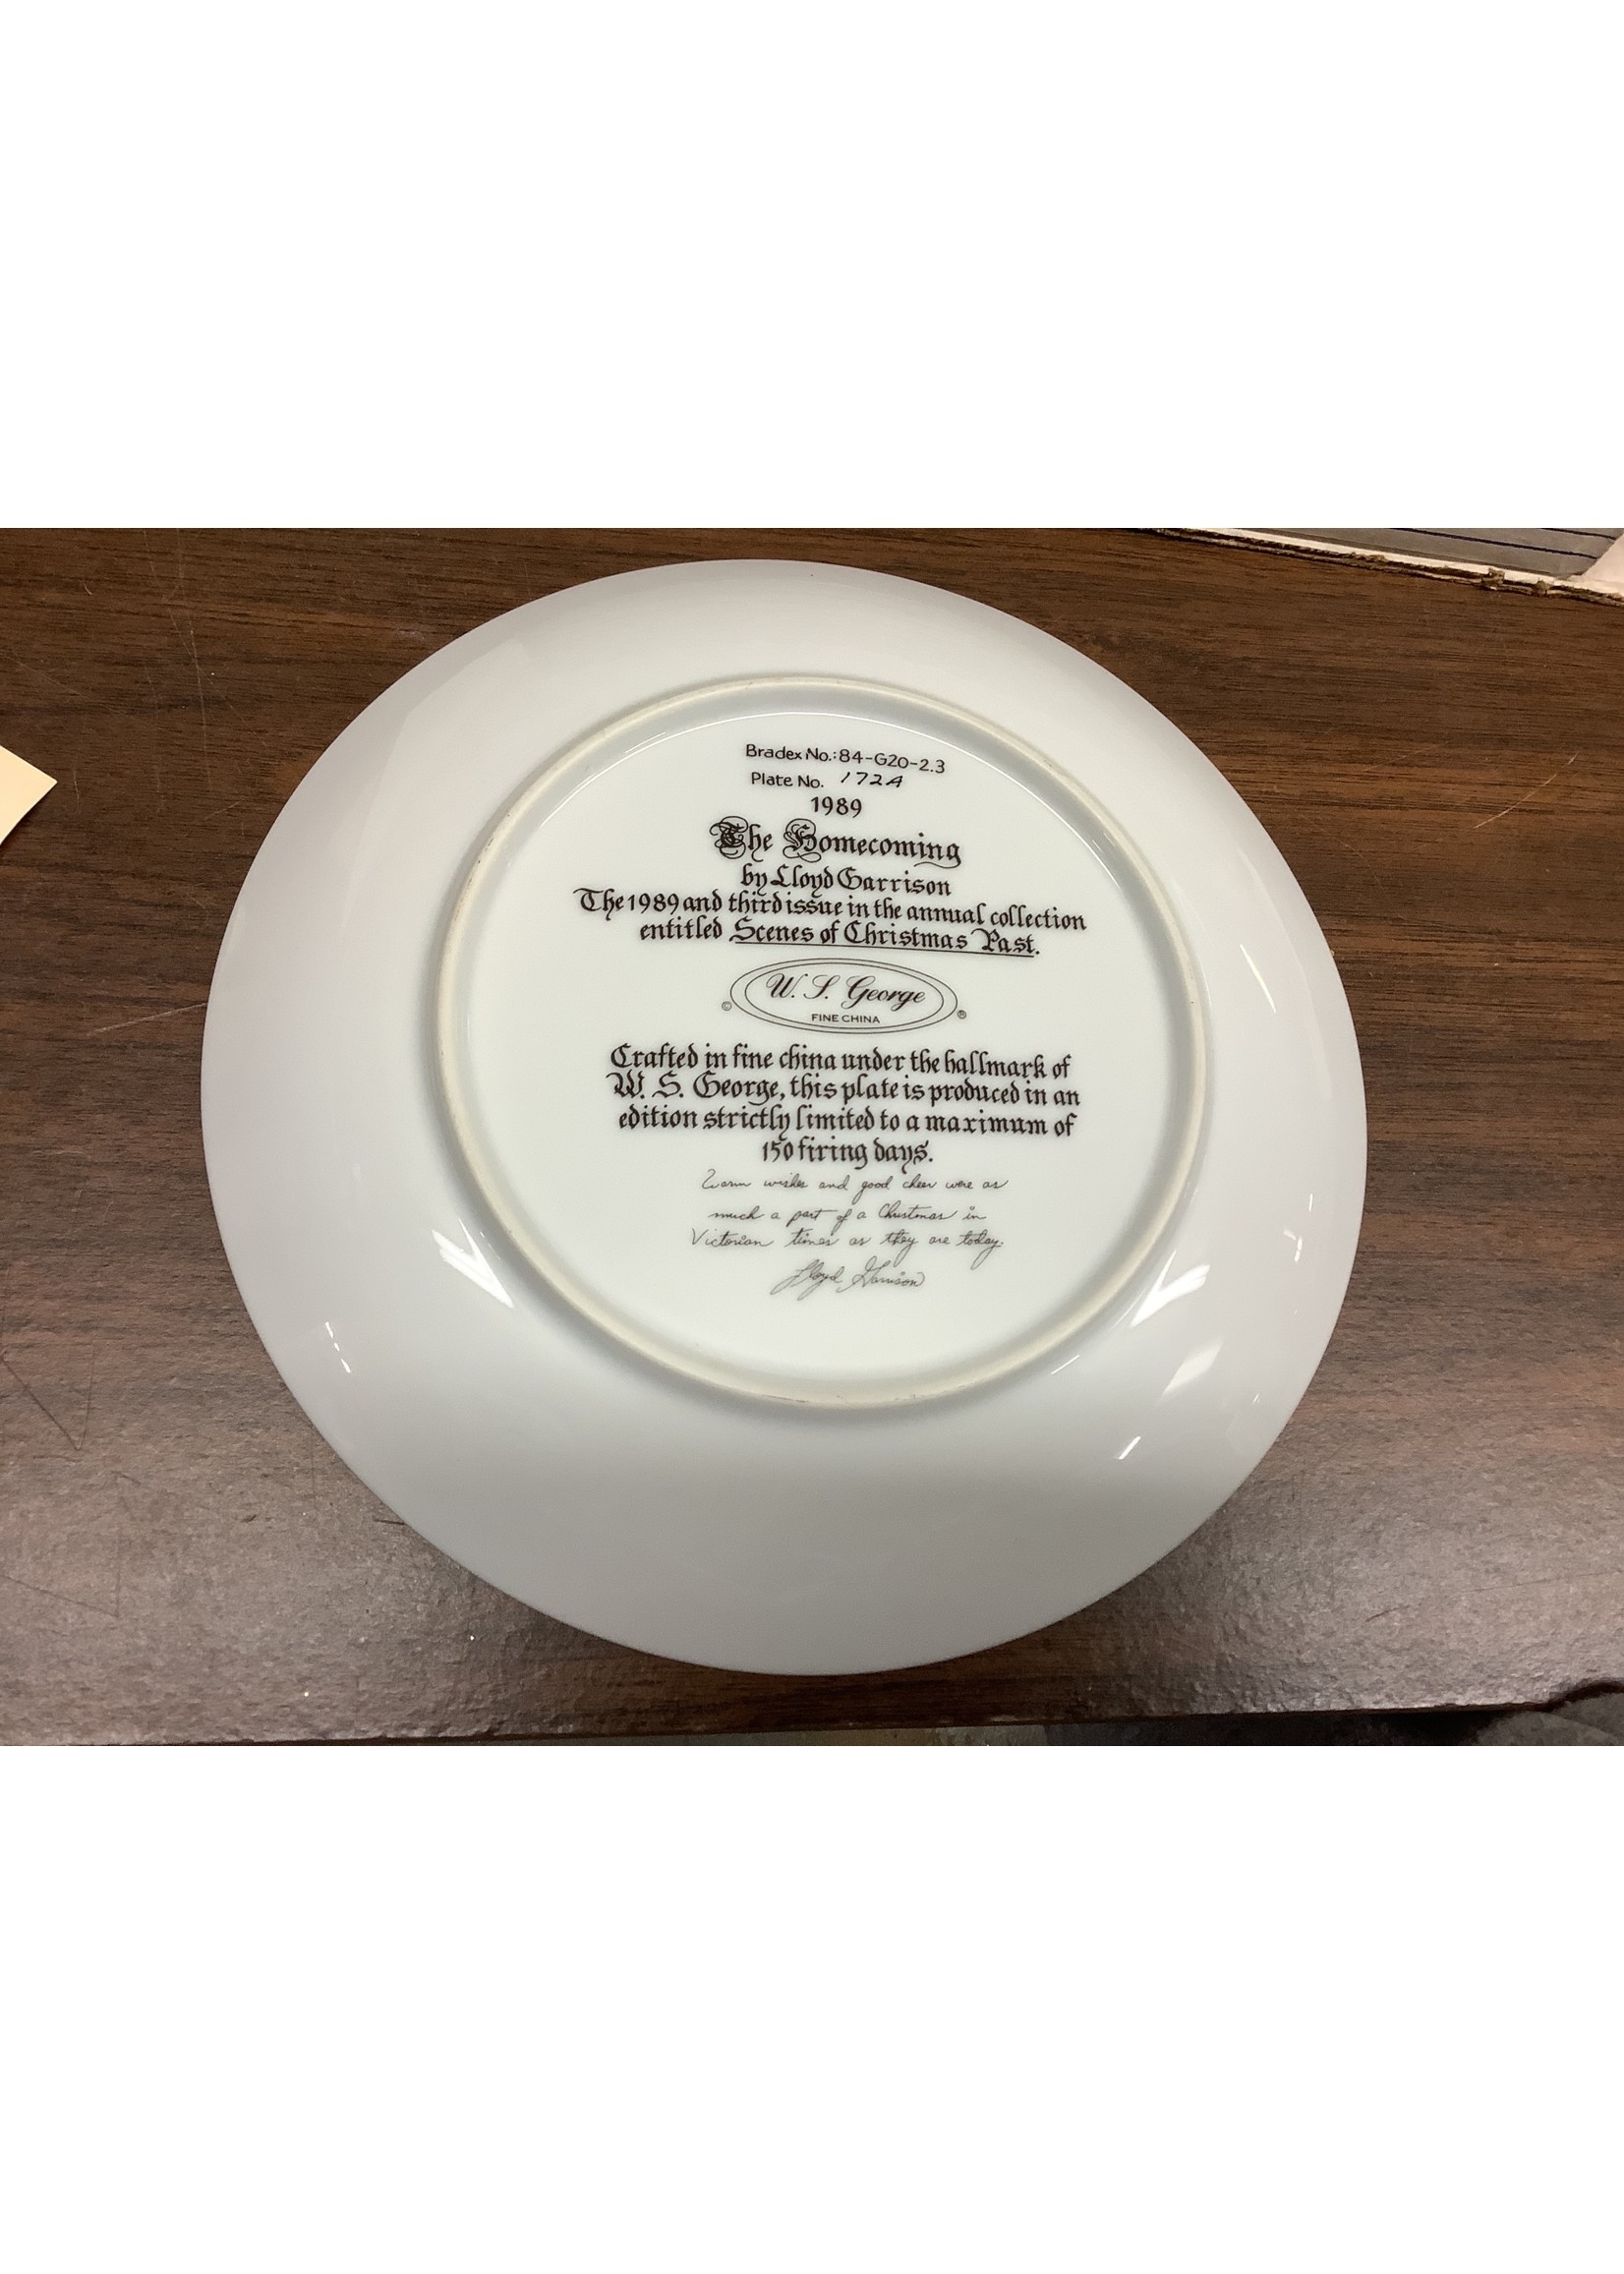 Bradex No.: 84-G20-2.3
Plate No. 172A
1989
The Homecoming
by Lloyd Garrison
The 1989 and third issue in the annual collection
entitled Scenes of Christmas Past.
W. S. George
© FINE CHINA ®
Crafted in fine china under the hallmark of
W. S. George, this plate is produced in an
edition strictly limited to a maximum of
150 firing days.
Warm wishes and good cheer were as
much a part of a Christmas in
Victorian times as they are today.
Lloyd Garrison